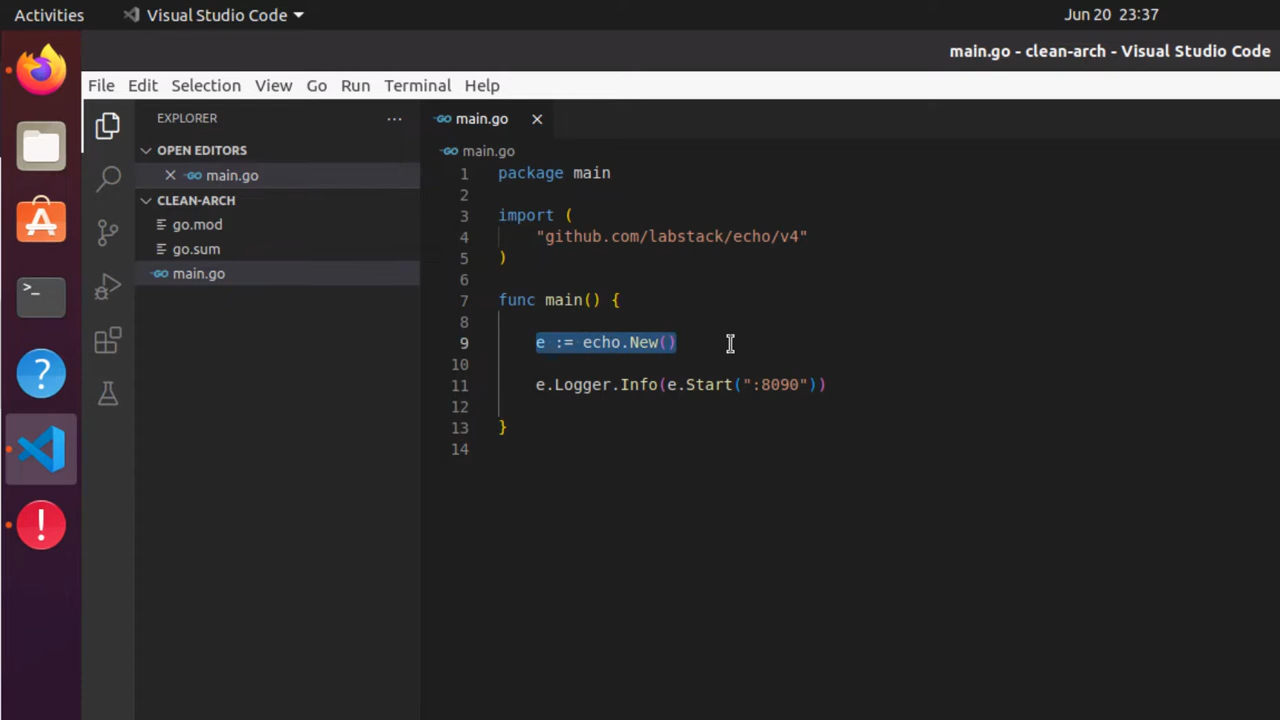 Activities
Visual Studio Code
Jun 20 23:37
main.go - clean-arch - Visual Studio Code
File Edit Selection View Go Run Terminal Help
EXPLORER
OPEN EDITORS
main.go
CLEAN-ARCH
go.mod
go.sum
main.go
main.go
main.go
1 package main
2
3 import (
4 "github.com/labstack/echo/v4"
5 )
6
7 func main() {
8
9 e := echo.New()
10
11 e.Logger.Info(e.Start(":8090"))
12
13 }
14